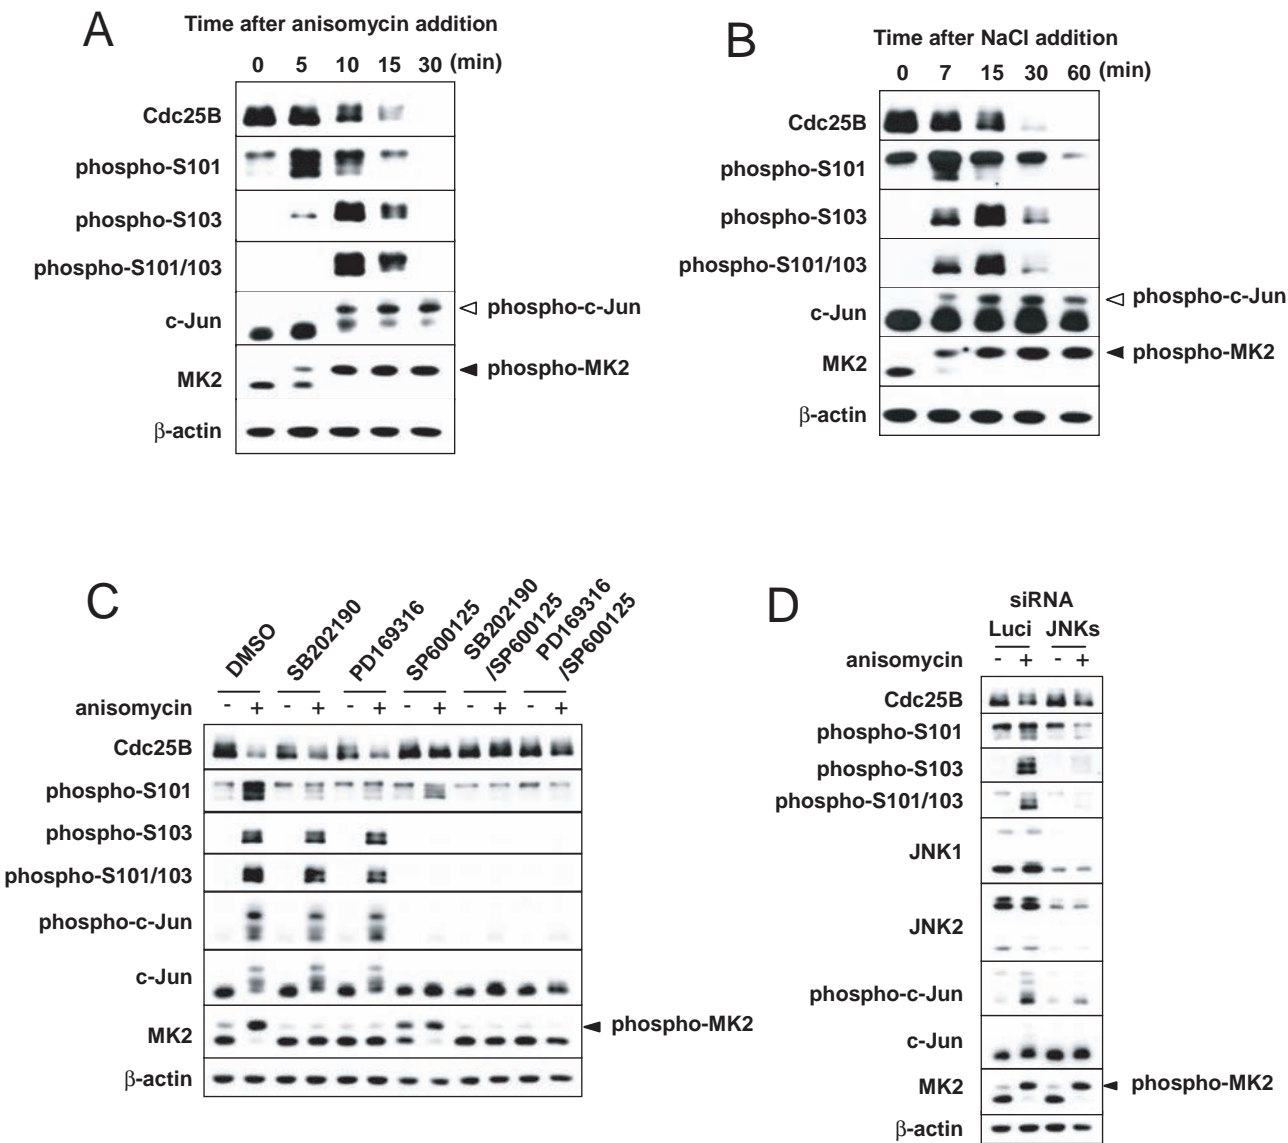 A
Time after anisomycin addition
0 5 10 15 30 (min)
Cdc25B
phospho-S101
phospho-S103
phospho-S101/103
c-Jun
phospho-c-Jun
MK2
phospho-MK2
β-actin
B
Time after NaCl addition
0 7 15 30 60 (min)
Cdc25B
phospho-S101
phospho-S103
phospho-S101/103
c-Jun
phospho-c-Jun
MK2
phospho-MK2
β-actin
C
DMSO
SB202190
PD169316
SP600125
SB202190
/SP600125
PD169316
/SP600125
anisomycin - + - + - + - + - + - +
Cdc25B
phospho-S101
phospho-S103
phospho-S101/103
phospho-c-Jun
c-Jun
MK2
phospho-MK2
β-actin
D
siRNA
Luci JNKs
anisomycin - + - +
Cdc25B
phospho-S101
phospho-S103
phospho-S101/103
JNK1
JNK2
phospho-c-Jun
c-Jun
MK2
phospho-MK2
β-actin